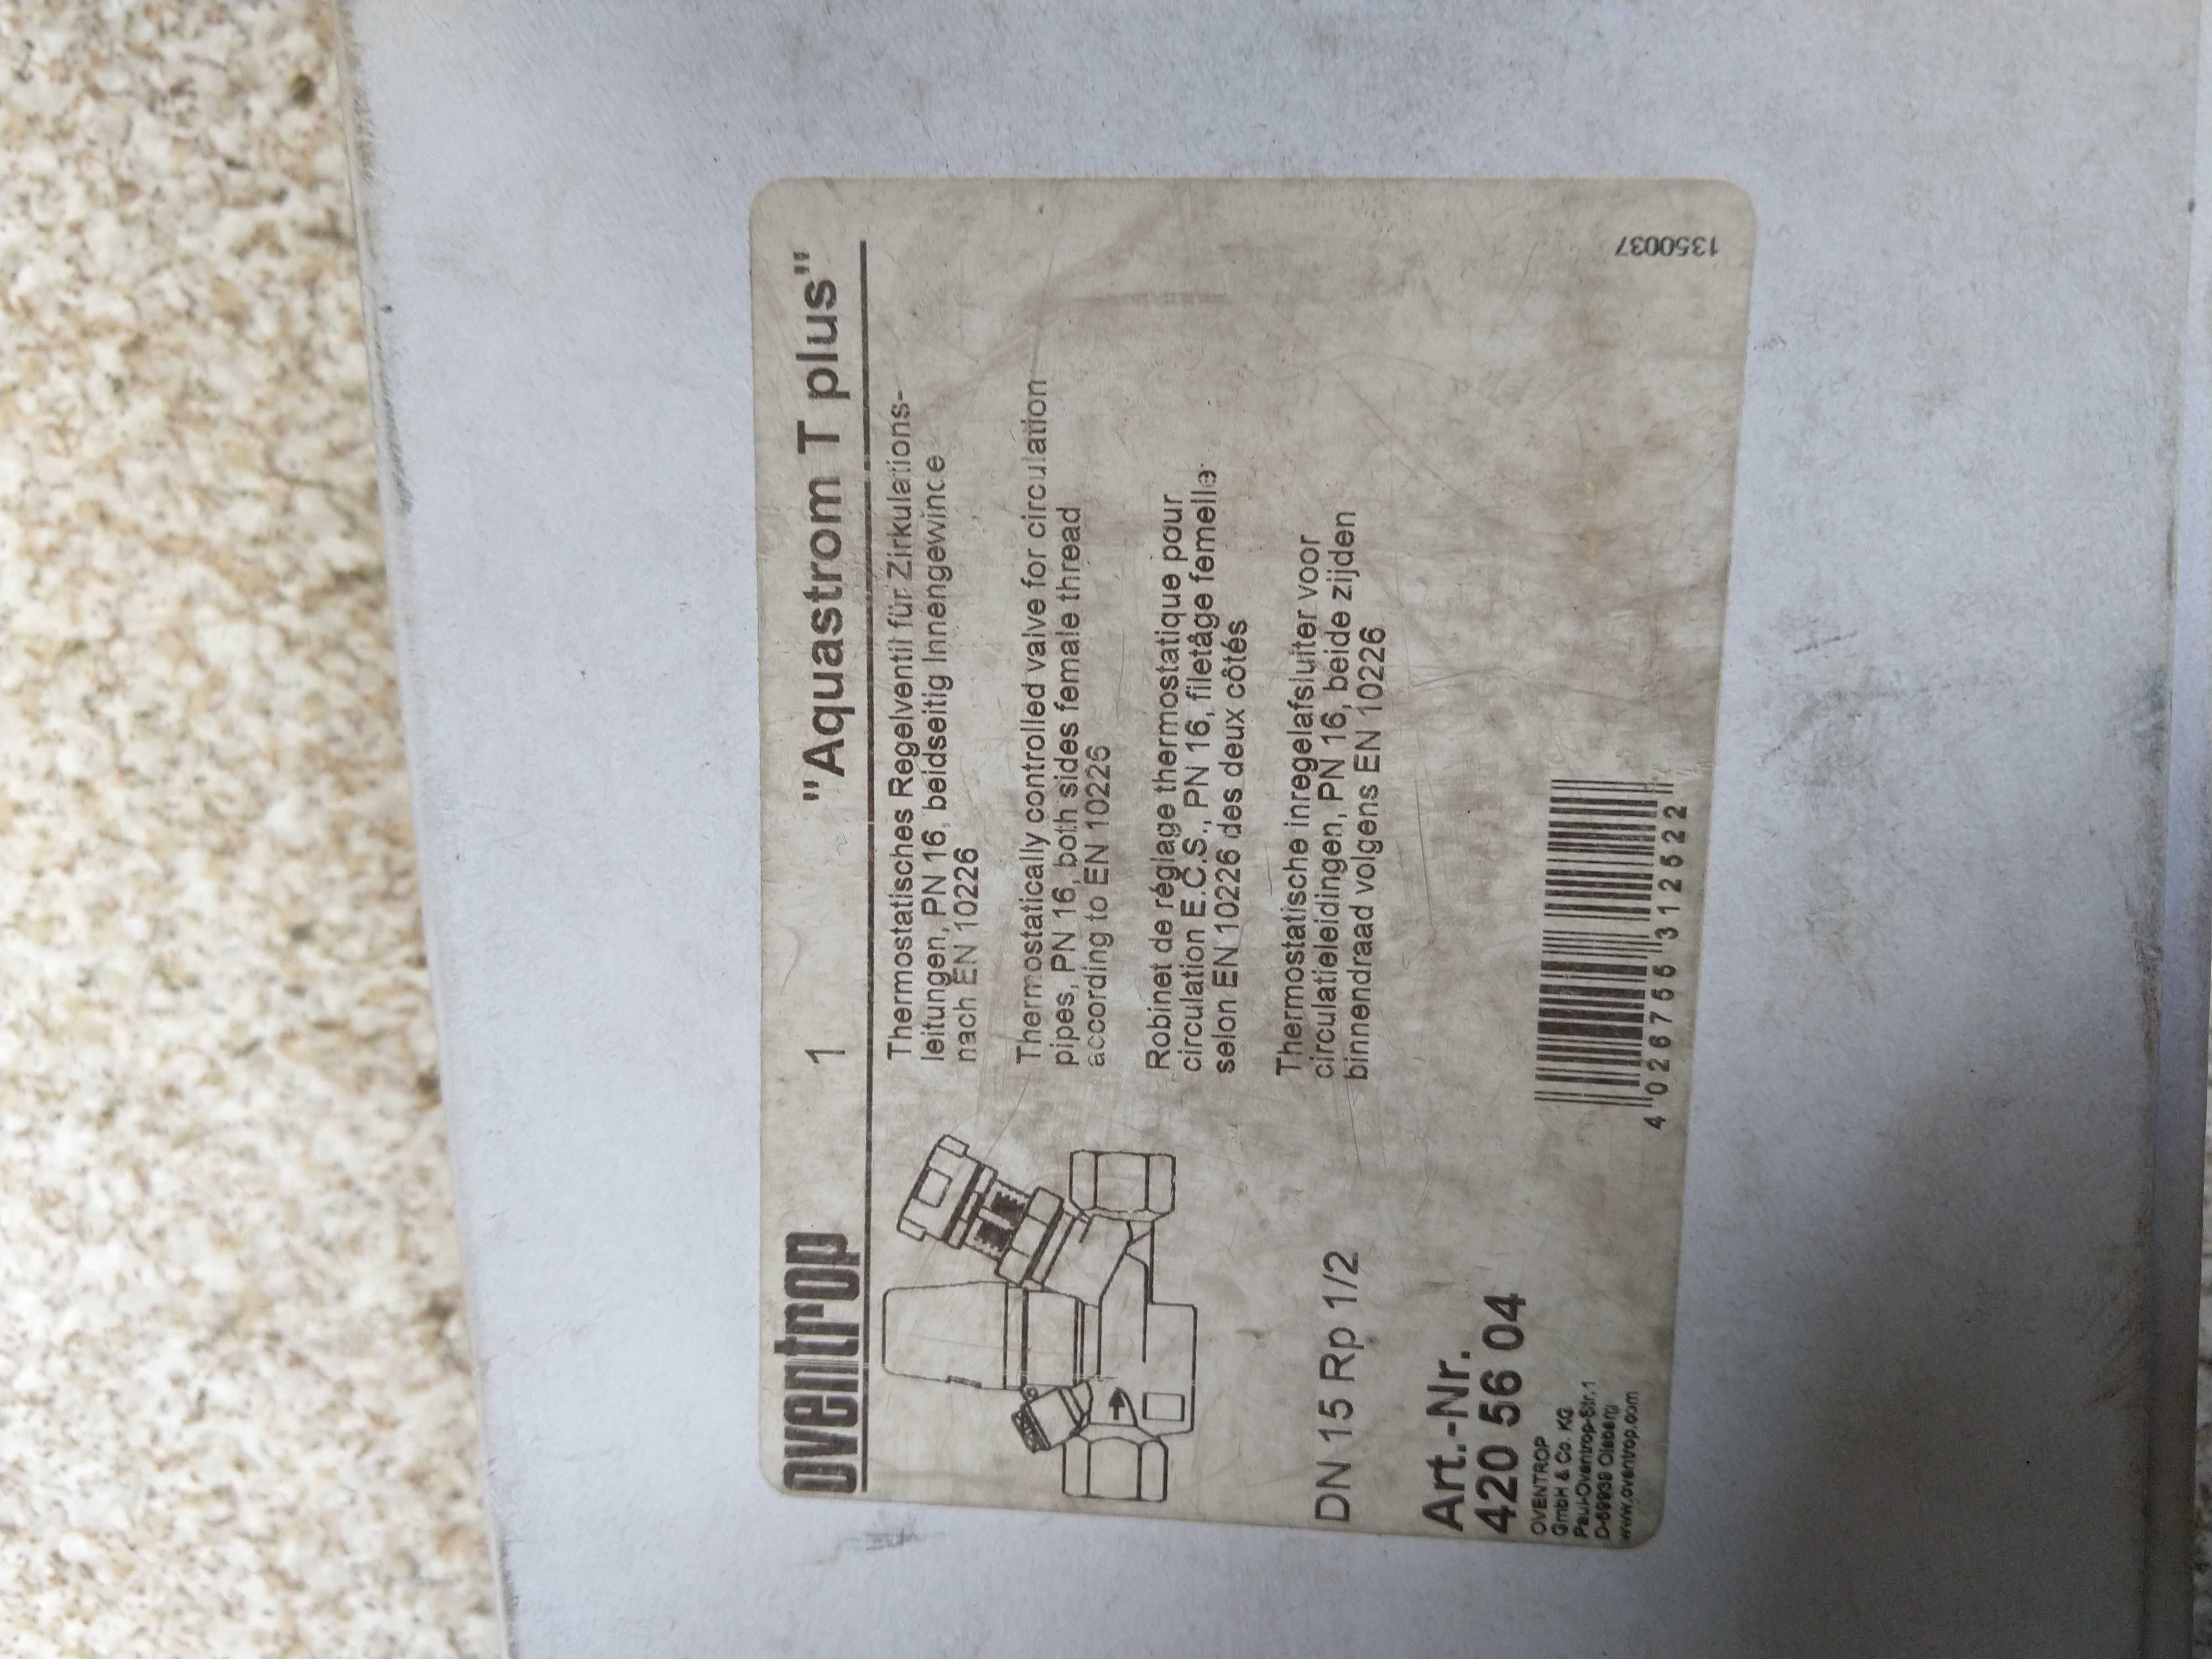 oventrop 1 "Aquastrom T plus"
Thermostatisches Regelventil für Zirkulations-
leitungen, PN 16, beidseitig Innengewinde
nach EN 10226
Thermostatically controlled valve for circulation
pipes, PN 16, both sides female thread
according to EN 10226
Robinet de réglage thermostatique pour
circulation E.C.S., PN 16, filetâge femelle
selon EN 10226 des deux côtés
Thermostatische inregelafsluiter voor
circulatieleidingen, PN 16, beide zijden
binnendraad volgens EN 10226
DN 15 Rp 1/2
Art.-Nr.
420 56 04
OVENTROP
GmbH & Co. KG
Paul-Oventrop-Str.1
D-59939 Olsberg
www.oventrop.com
4 026755 312522
1350037